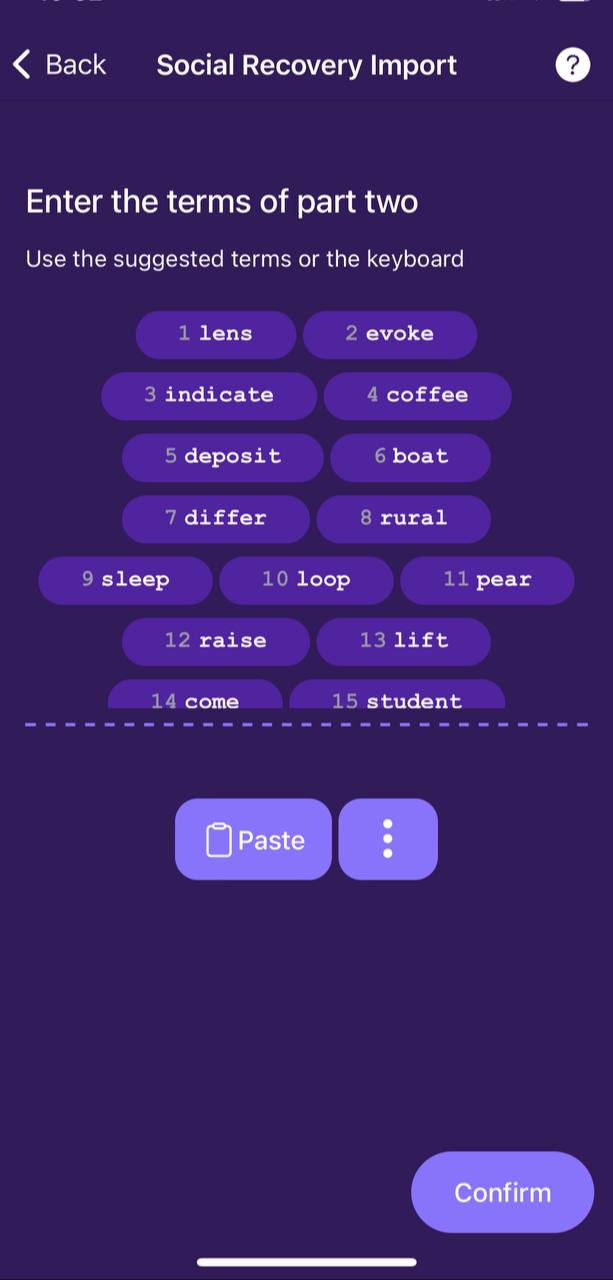 Back Social Recovery Import ?
Enter the terms of part two
Use the suggested terms or the keyboard
1 lens 2 evoke
3 indicate 4 coffee
5 deposit 6 boat
7 differ 8 rural
9 sleep 10 loop 11 pear
12 raise 13 lift
14 come 15 student
Paste
Confirm